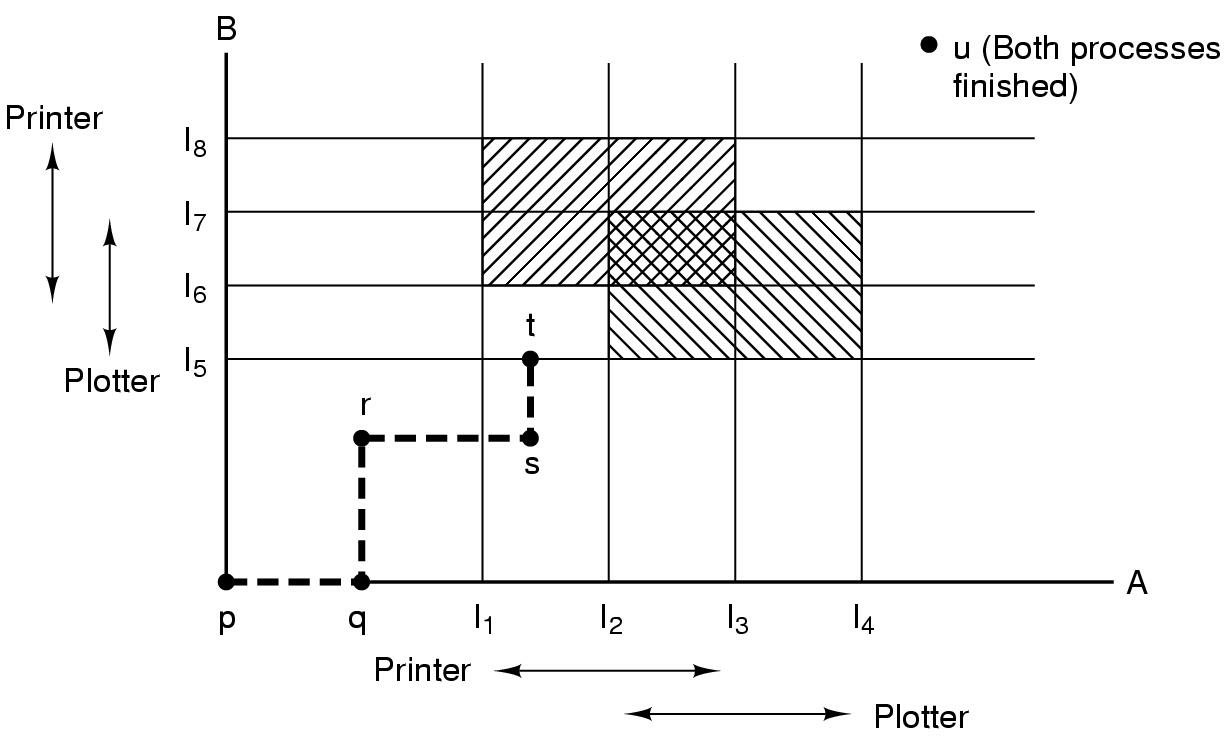 B
u (Both processes
finished)
Printer
I8
I7
I6
t
I5
Plotter
r
s
A
p q I1 I2 I3 I4
Printer
Plotter